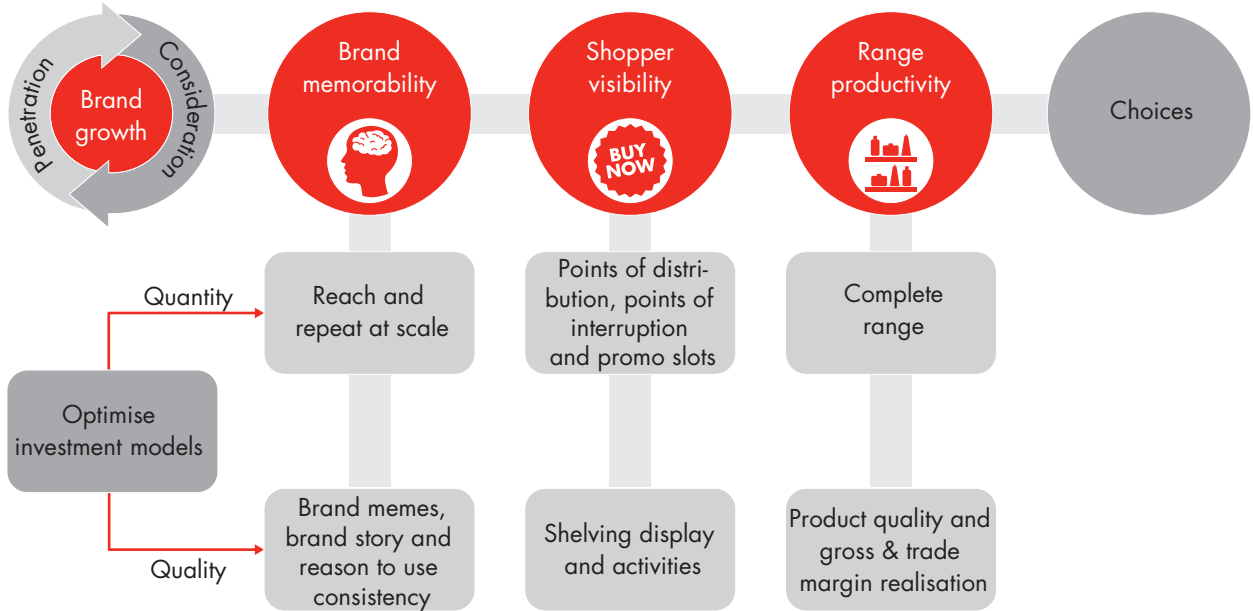 Penetration
Consideration
Brand
growth
Brand
memorability
Shopper
visibility
BUY
NOW
Range
productivity
Choices
Quantity
Reach and
repeat at scale
Points of distri-
bution, points of
interruption
and promo slots
Complete
range
Optimise
investment models
Quality
Brand memes,
brand story and
reason to use
consistency
Shelving display
and activities
Product quality and
gross & trade
margin realisation